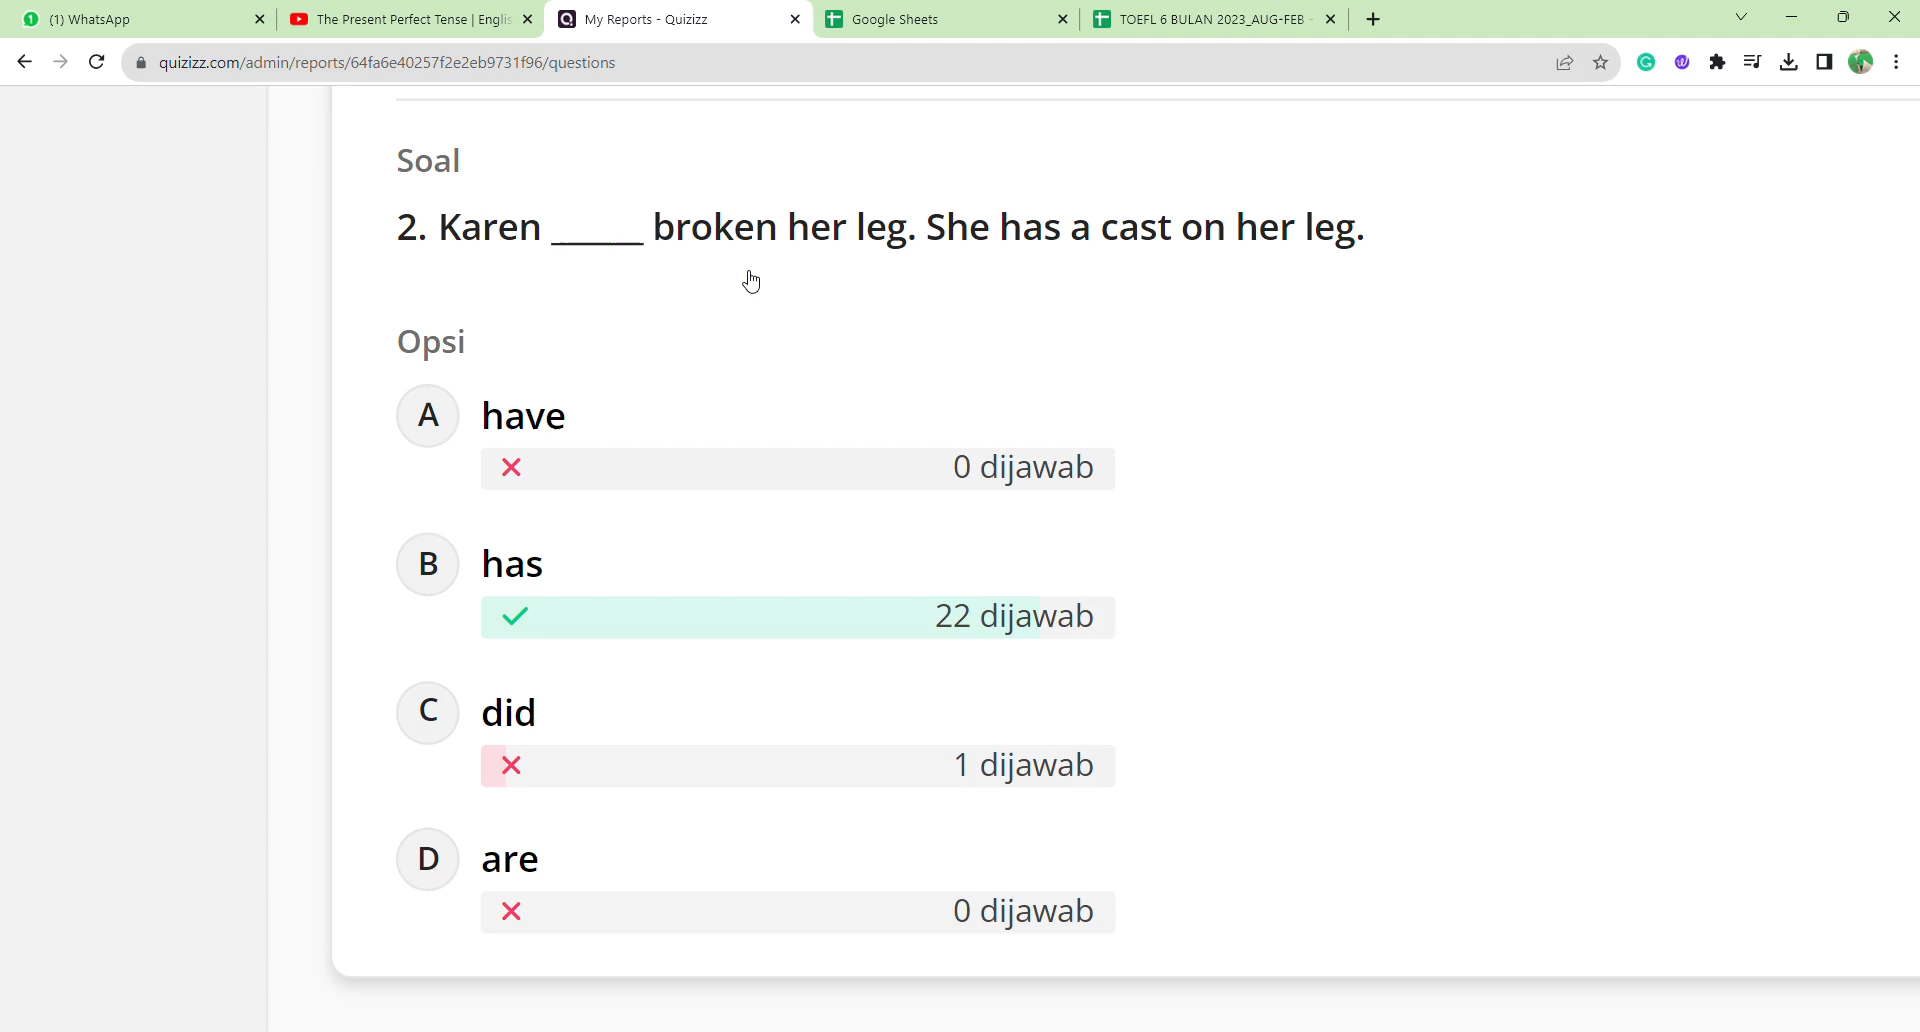 (1) WhatsApp
The Present Perfect Tense | Englis
My Reports - Quizizz
Google Sheets
TOEFL 6 BULAN 2023_AUG-FEB -
quizizz.com/admin/reports/64fa6e40257f2e2eb9731f96/questions
Soal
2. Karen _____ broken her leg. She has a cast on her leg.
Opsi
A have
0 dijawab
B has
22 dijawab
C did
1 dijawab
D are
0 dijawab